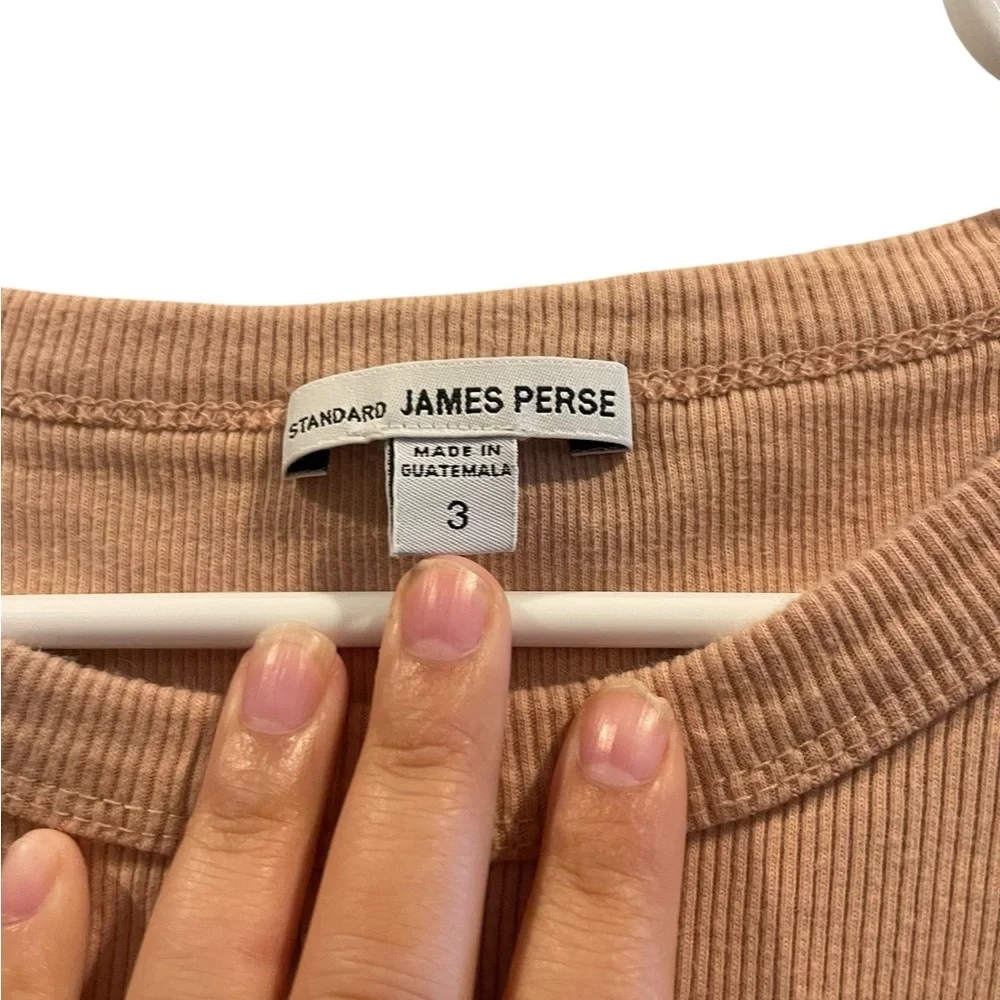 STANDARD JAMES PERSE
MADE IN
GUATEMALA
3